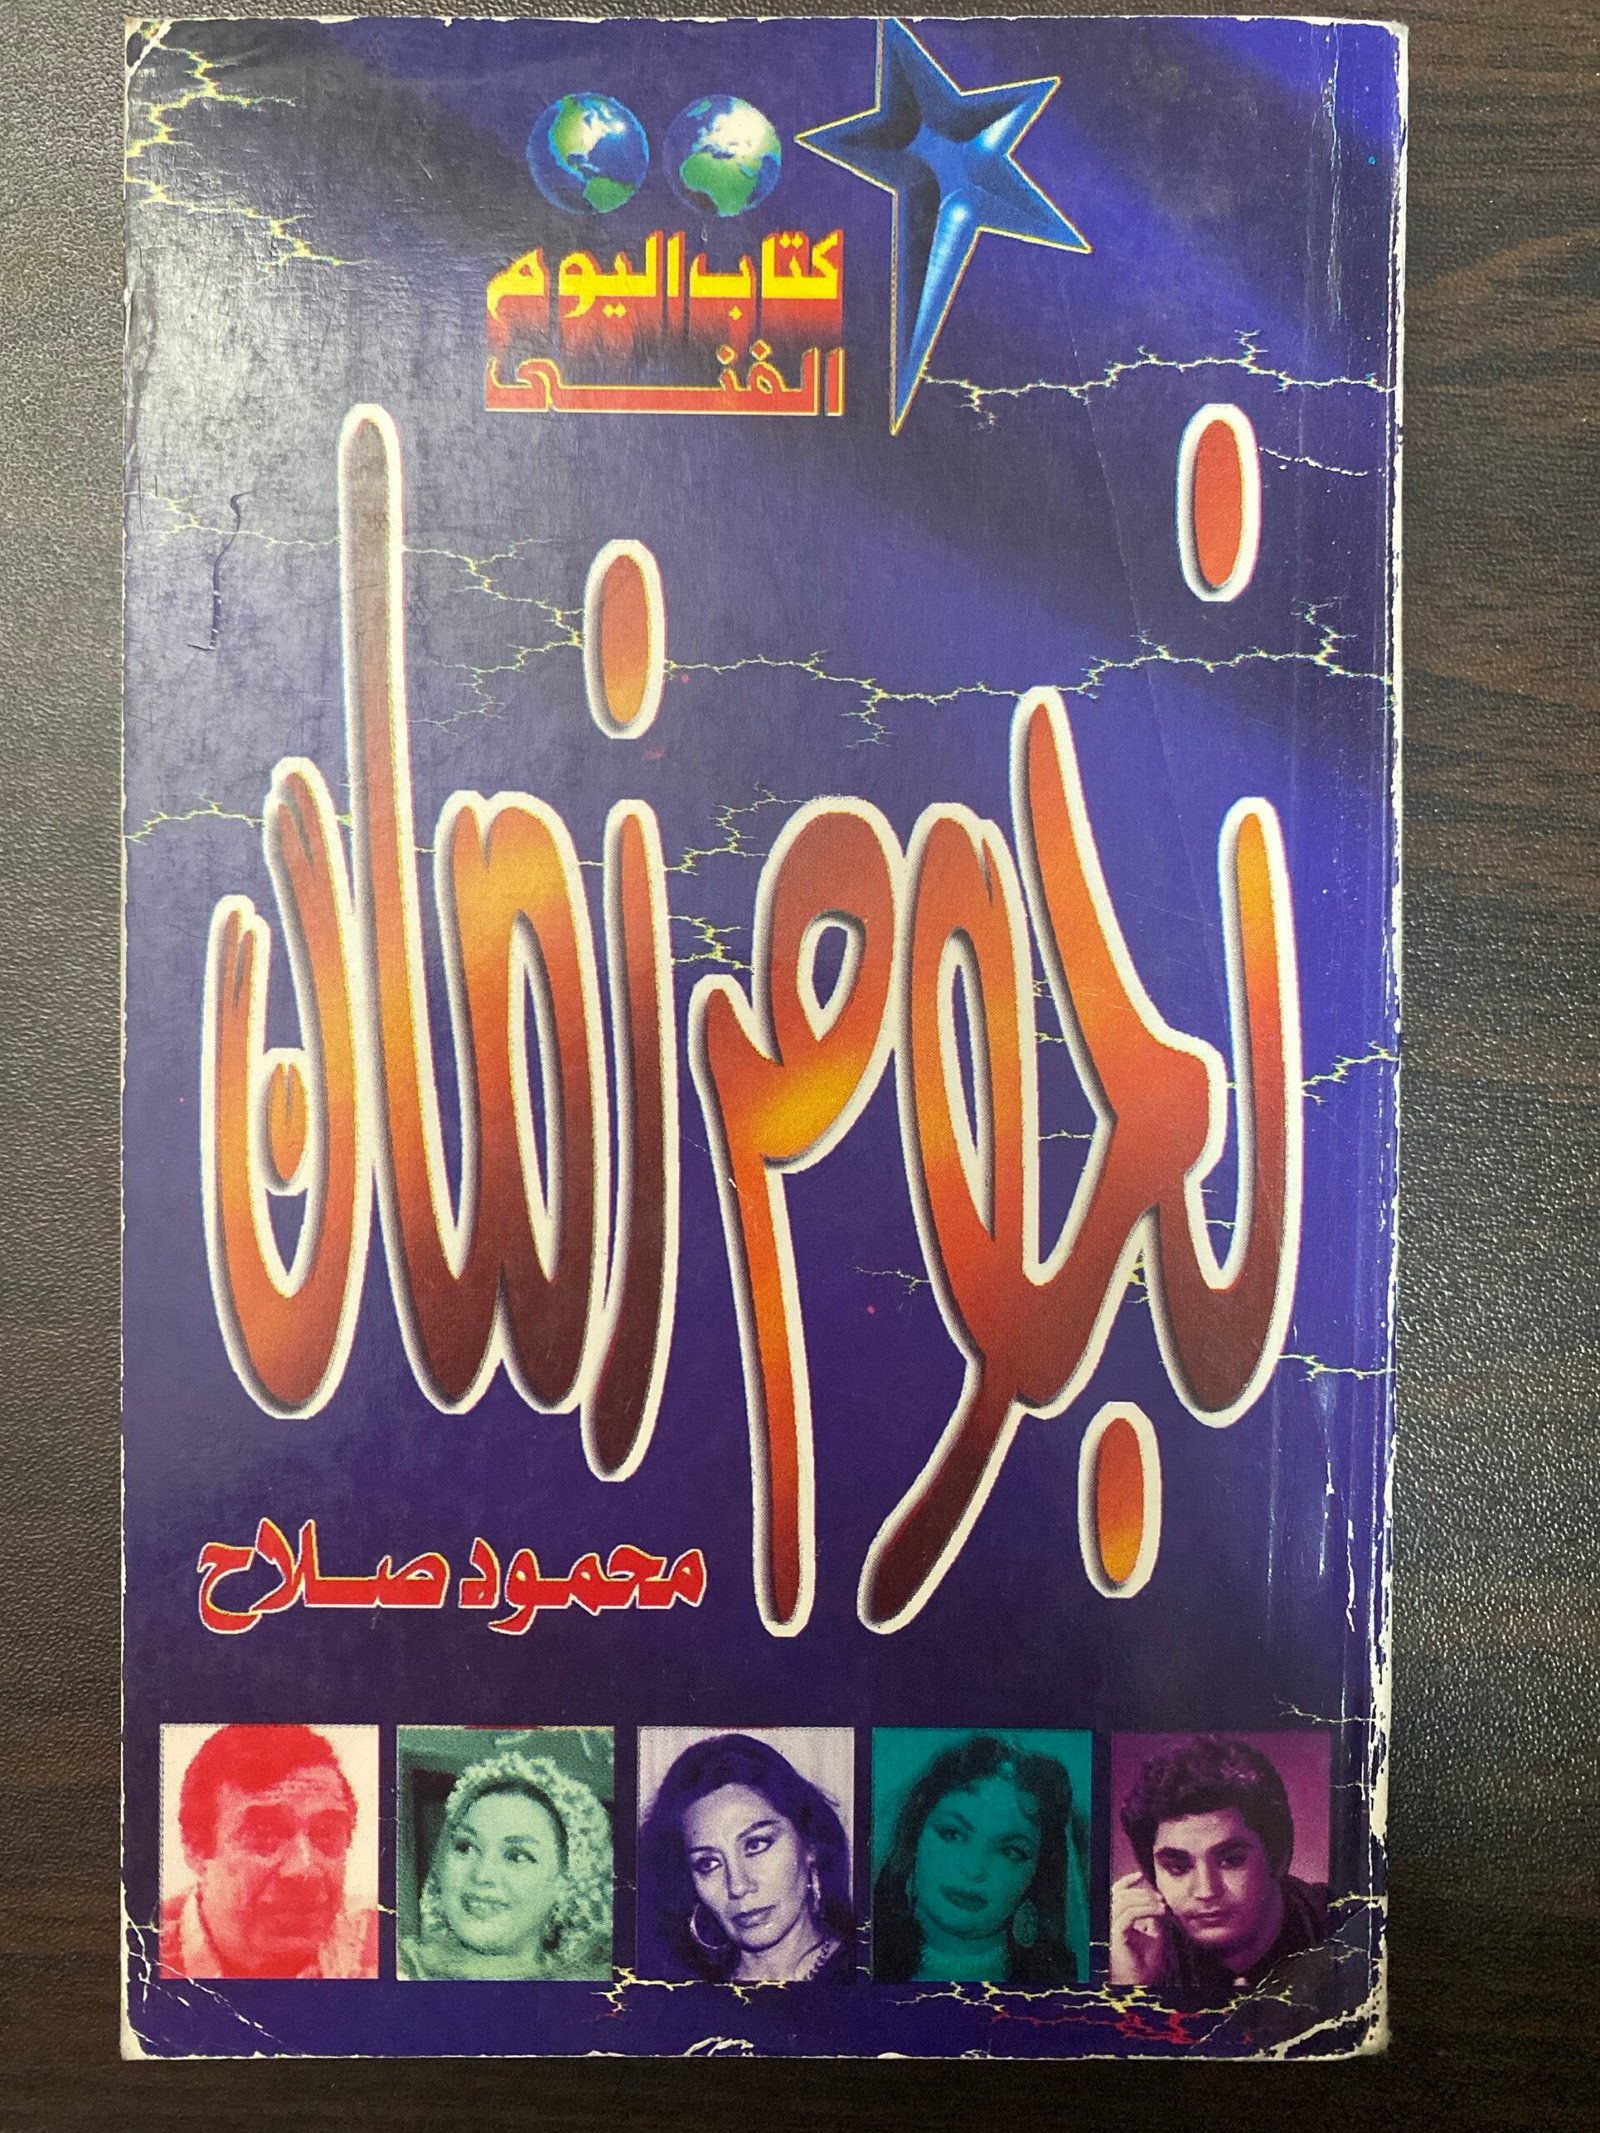 كتاب اليوم
الفنى
نجوم زمان
محمود صلاح